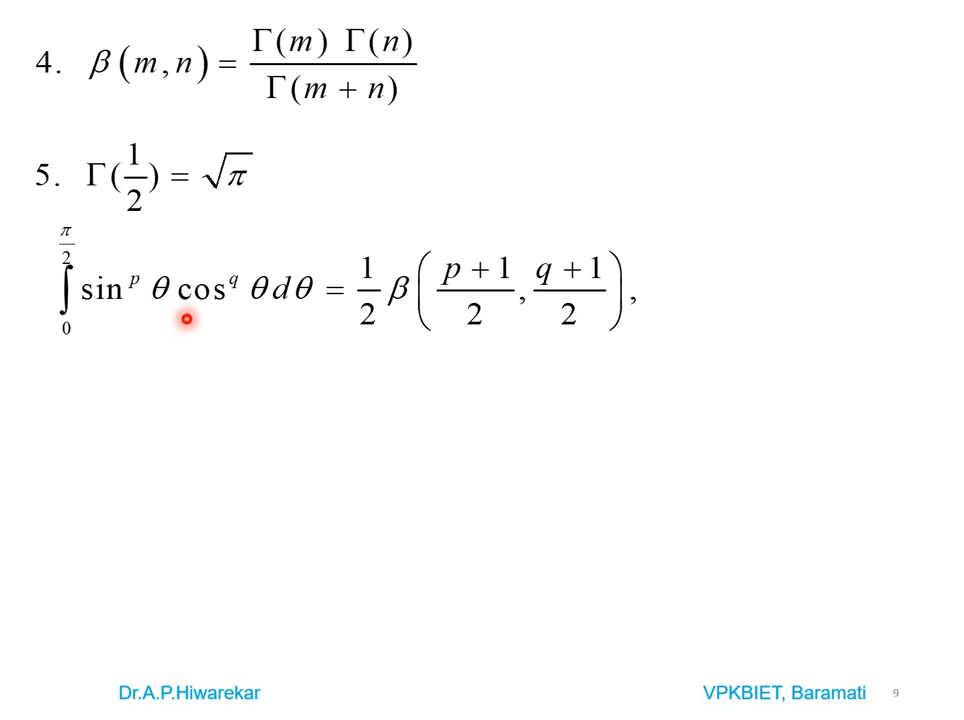 4. β(m,n) = Γ(m) Γ(n) / Γ(m + n)
5. Γ(1/2) = √π
∫₀^(π/2) sin^p θ cos^q θ dθ = 1/2 β((p+1)/2, (q+1)/2),
Dr.A.P.Hiwarekar VPKBIET, Baramati 9